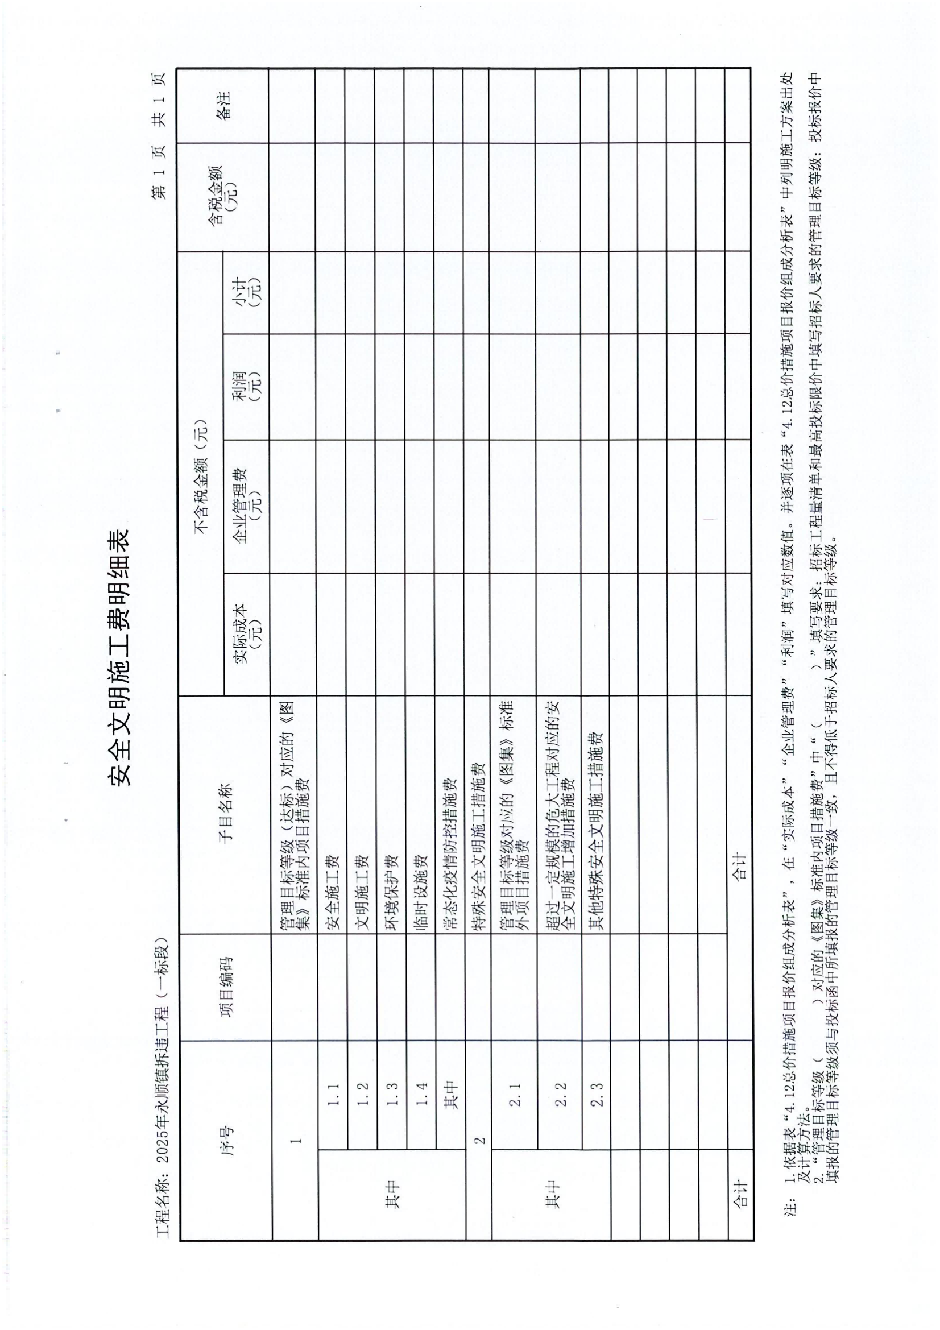 安全文明施工费明细表
工程名称：2025年永顺镇拆违工程（一标段）
第 1 页 共 1 页
序号
项目编码
子目名称
不含税金额（元）
含税金额
（元）
备注
实际成本
（元）
企业管理费
（元）
利润
（元）
小计
（元）
1
管理目标等级（达标）对应的《图
集》标准内项目措施费
其中
1.1
安全施工费
1.2
文明施工费
1.3
环境保护费
1.4
临时设施费
其中
常态化疫情防控措施费
2
特殊安全文明施工措施费
其中
2.1
管理目标等级对应的《图集》标准
外项目措施费
2.2
超过一定规模的危大工程对应的安
全文明施工增加措施费
2.3
其他特殊安全文明施工措施费
合计
合计
注：1.依据表“4.12总价措施项目报价组成分析表”，在“实际成本”“企业管理费”“利润”填写对应数值。并逐项在表“4.12总价措施项目报价组成分析表”中列明施工方案出处
及计算方法。
2.“管理目标等级（ ）对应的《图集》标准内项目措施费”中“（ ）”填写要求：招标工程量清单和最高投标限价中填写招标人要求的管理目标等级；投标报价中
填报的管理目标等级须与投标函中所填报的管理目标等级一致，且不得低于招标人要求的管理目标等级。